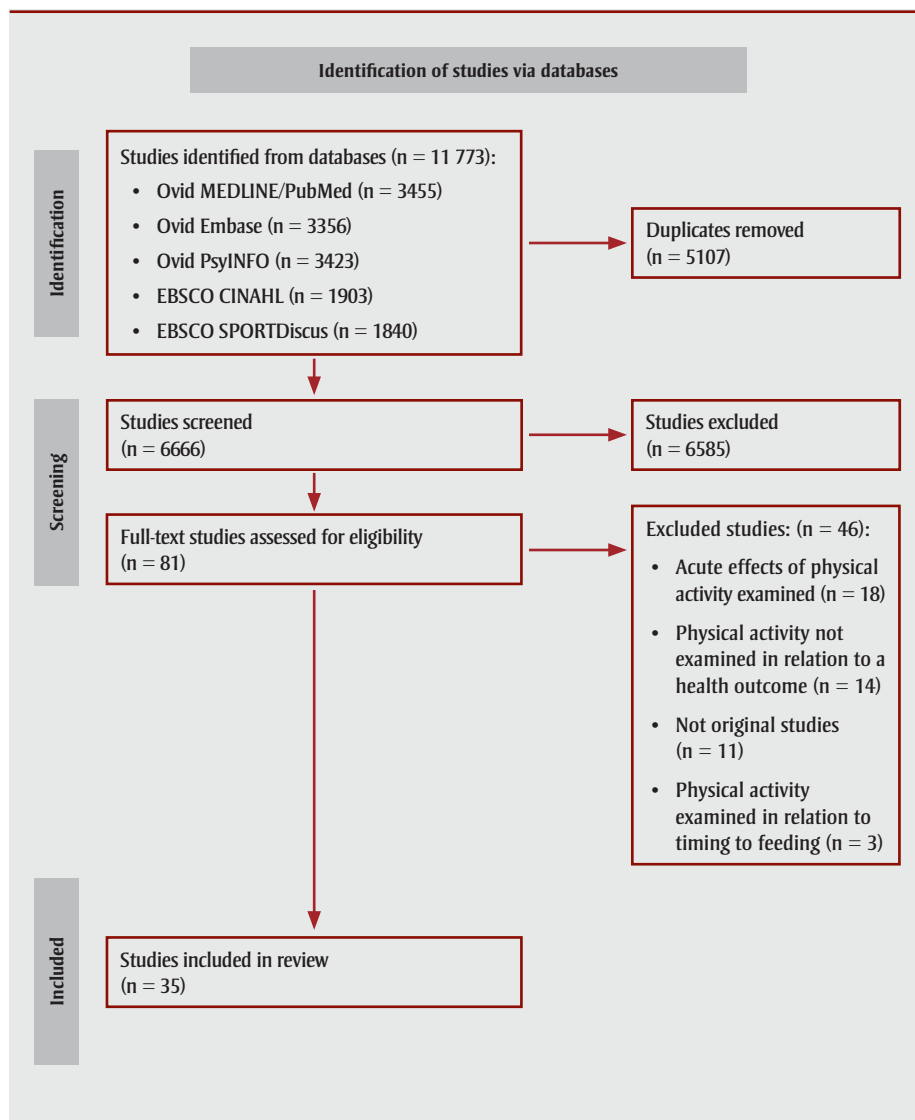 Identification of studies via databases
Identification
Studies identified from databases (n = 11 773):
• Ovid MEDLINE/PubMed (n = 3455)
• Ovid Embase (n = 3356)
• Ovid PsyINFO (n = 3423)
• EBSCO CINAHL (n = 1903)
• EBSCO SPORTDiscus (n = 1840)
Duplicates removed
(n = 5107)
Screening
Studies screened
(n = 6666)
Studies excluded
(n = 6585)
Full-text studies assessed for eligibility
(n = 81)
Excluded studies: (n = 46):
• Acute effects of physical
activity examined (n = 18)
• Physical activity not
examined in relation to a
health outcome (n = 14)
• Not original studies
(n = 11)
• Physical activity
examined in relation to
timing to feeding (n = 3)
Included
Studies included in review
(n = 35)